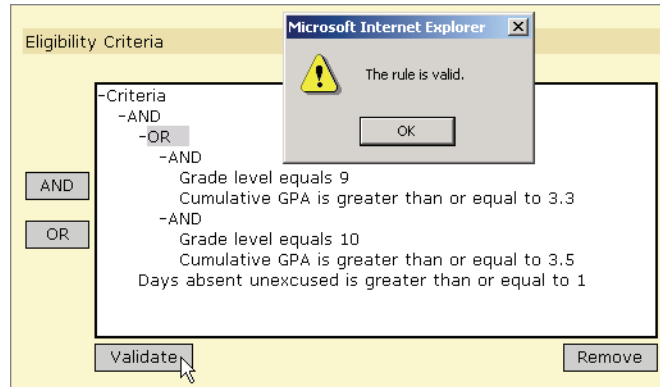 Eligibility Criteria
Microsoft Internet Explorer
The rule is valid.
OK
-Criteria
-AND
-OR
-AND
Grade level equals 9
Cumulative GPA is greater than or equal to 3.3
-AND
Grade level equals 10
Cumulative GPA is greater than or equal to 3.5
Days absent unexcused is greater than or equal to 1
AND
OR
Validate
Remove